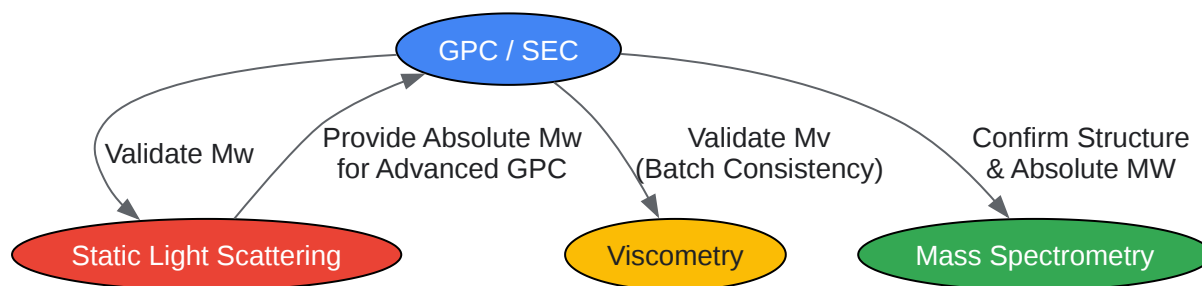 GPC / SEC
Validate Mw
Provide Absolute Mw
for Advanced GPC
Validate Mv
(Batch Consistency)
Confirm Structure
& Absolute MW
Static Light Scattering
Viscometry
Mass Spectrometry